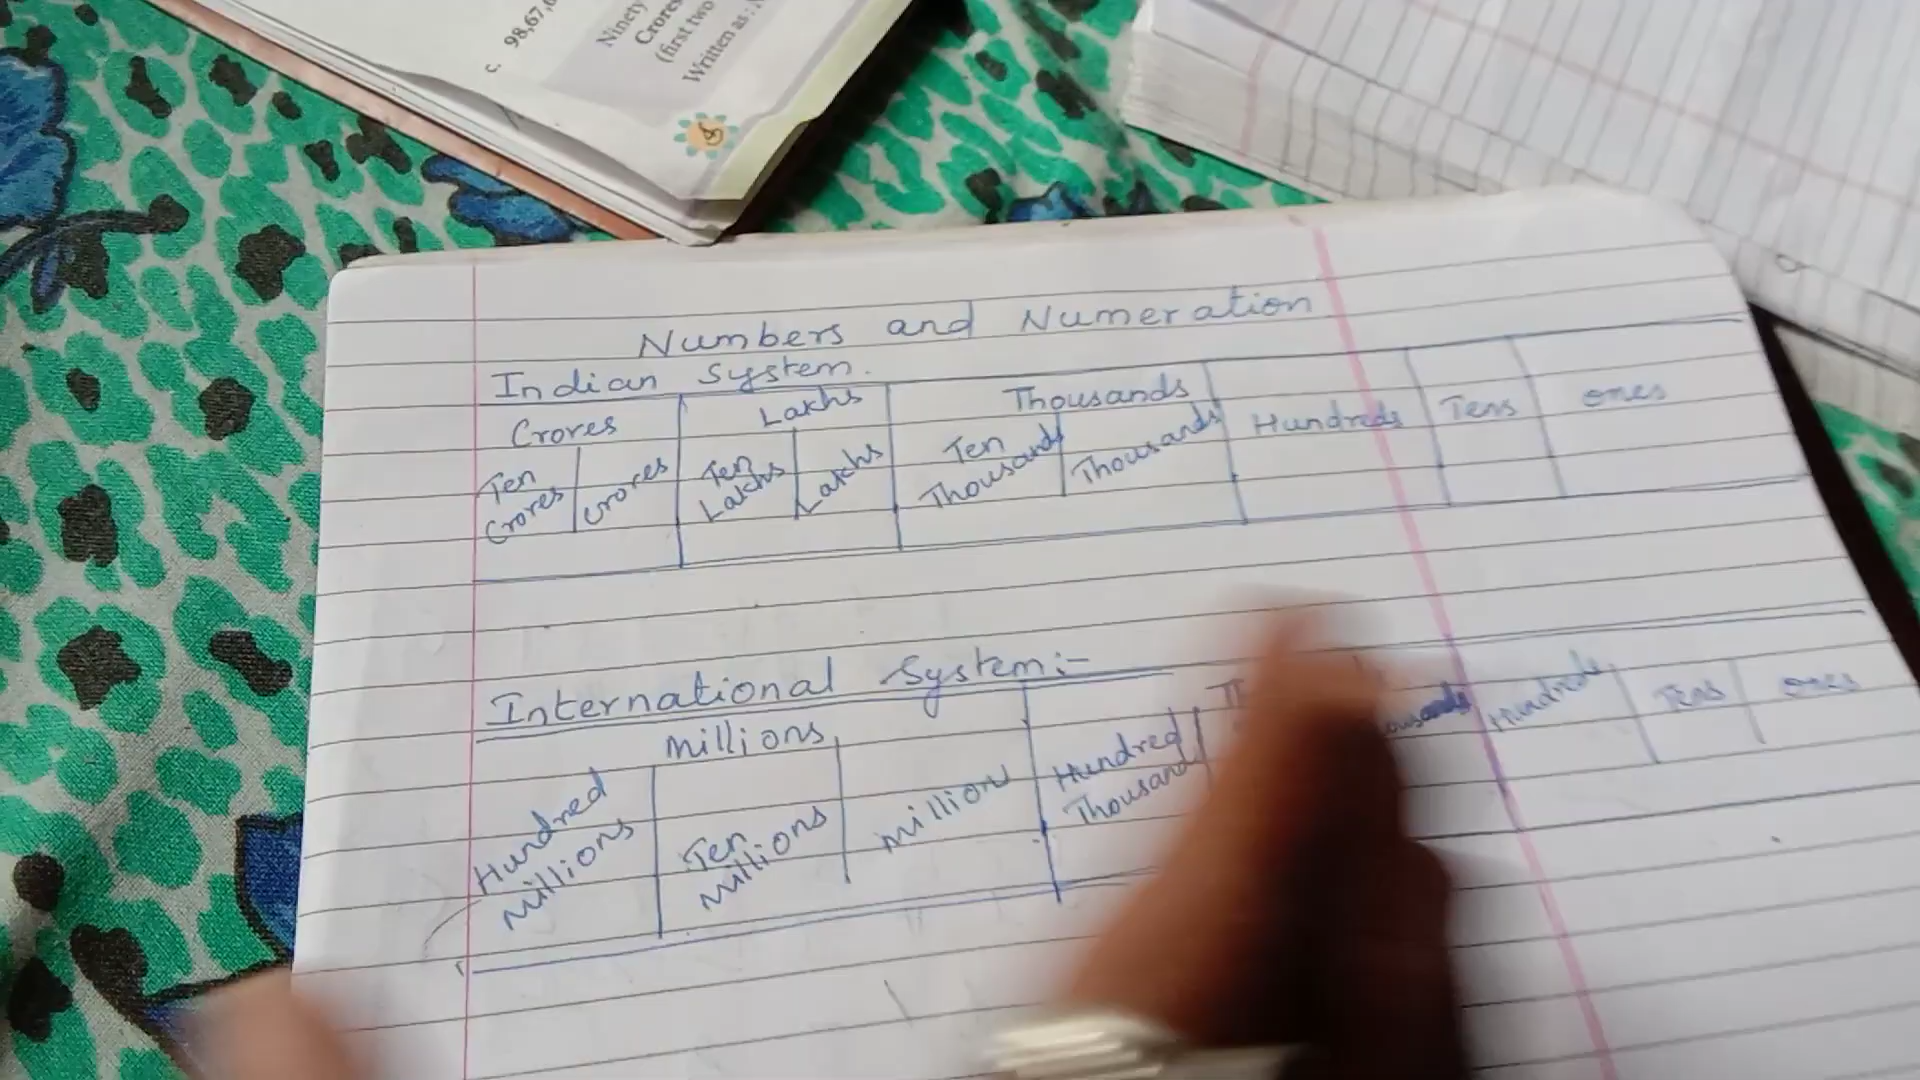 c. 98,67,
Ninety
Crores
(first two
Written as :
8
Numbers and Numeration
Indian System.
Crores Lakhs Thousands Hundreds Tens ones
Ten Crores Crores Ten Lakhs Lakhs Ten Thousands Thousands
International System :-
Millions Hundreds Tens ones
Hundred Millions Ten Millions Million Hundred Thousand